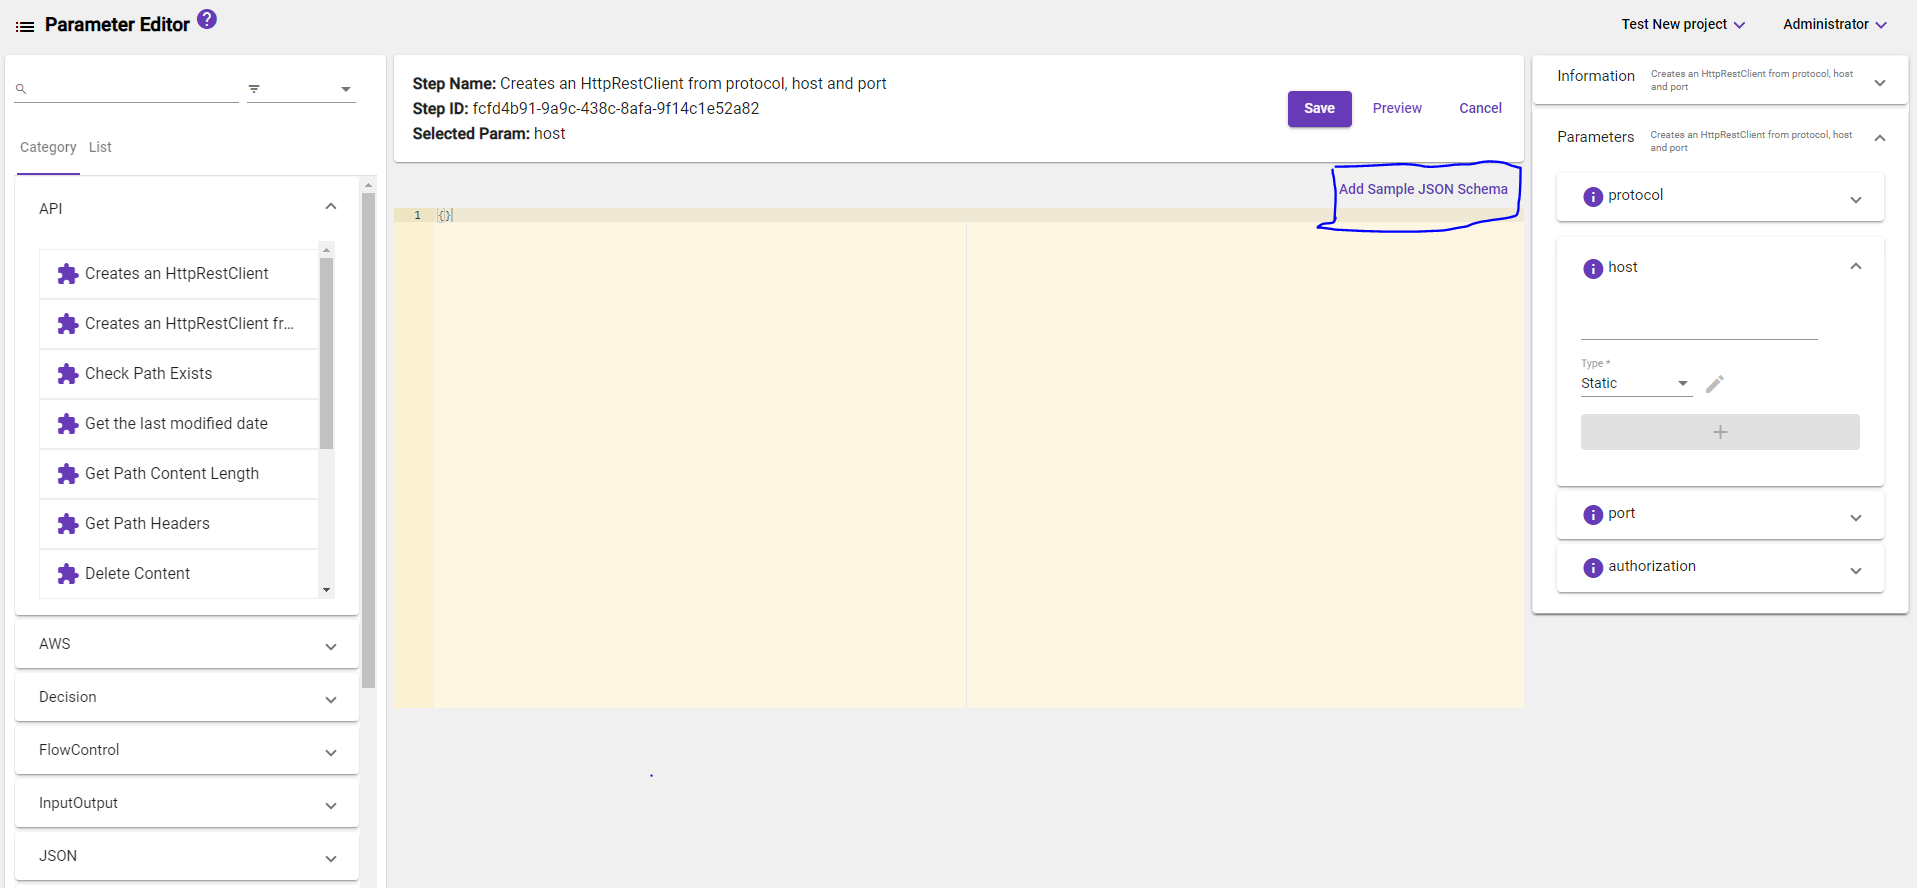 Parameter Editor ?
Test New project
Administrator
Category List
API
Creates an HttpRestClient
Creates an HttpRestClient fr...
Check Path Exists
Get the last modified date
Get Path Content Length
Get Path Headers
Delete Content
AWS
Decision
FlowControl
InputOutput
JSON
Step Name: Creates an HttpRestClient from protocol, host and port
Step ID: fcfd4b91-9a9c-438c-8afa-9f14c1e52a82
Selected Param: host
Save Preview Cancel
Add Sample JSON Schema
1 {}
Information
Creates an HttpRestClient from protocol, host
and port
Parameters
Creates an HttpRestClient from protocol, host
and port
i protocol
i host
Type *
Static
+
i port
i authorization